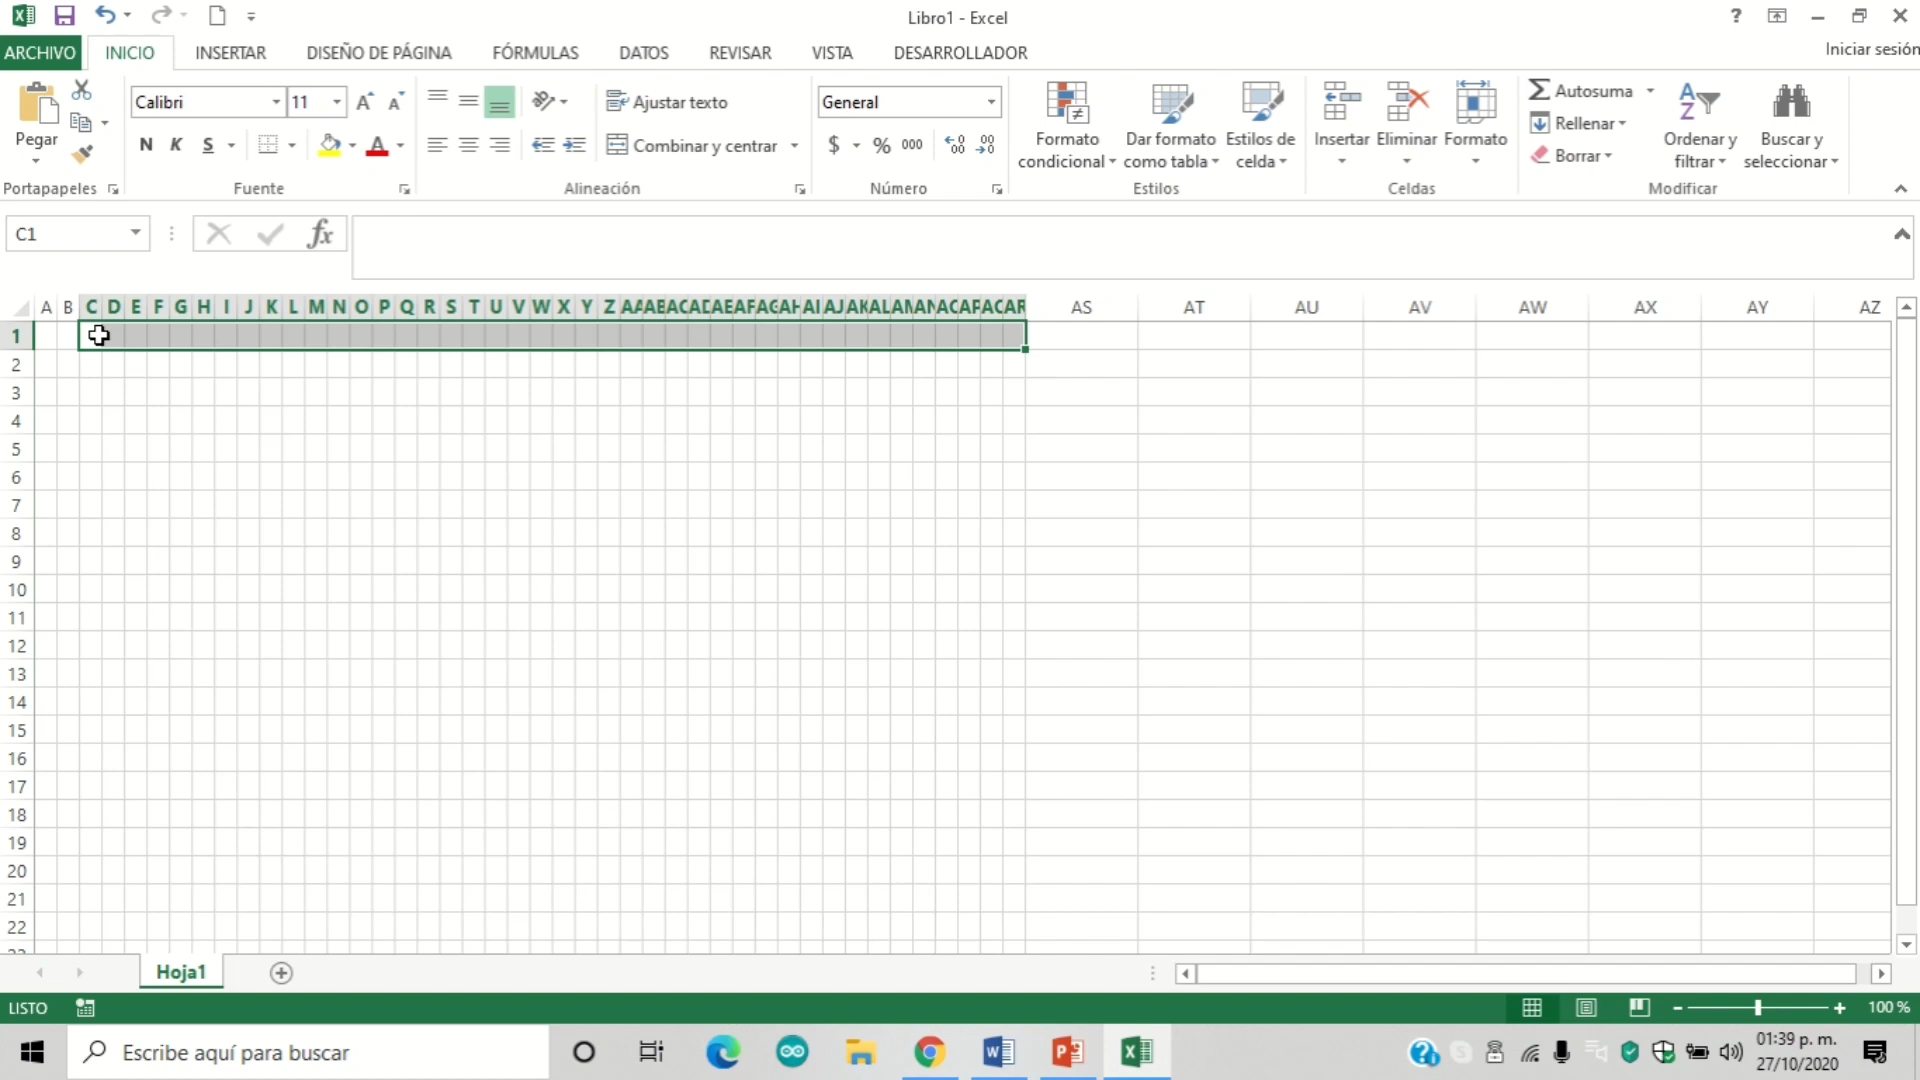 Libro1 - Excel
?
ARCHIVO INICIO INSERTAR DISEÑO DE PÁGINA FÓRMULAS DATOS REVISAR VISTA DESARROLLADOR Iniciar sesión
Pegar
Calibri 11
N K S
Ajustar texto
Combinar y centrar
General
$ % 000
Formato condicional
Dar formato como tabla
Estilos de celda
Insertar Eliminar Formato
Autosuma
Rellenar
Borrar
Ordenar y filtrar
Buscar y seleccionar
Portapapeles Fuente Alineación Número Estilos Celdas Modificar
C1 fx
A B C D E F G H I J K L M N O P Q R S T U V W X Y Z AS AT AU AV AW AX AY AZ
1
2
3
4
5
6
7
8
9
10
11
12
13
14
15
16
17
18
19
20
21
22
Hoja1
LISTO 100 %
Escribe aquí para buscar
01:39 p. m.
27/10/2020